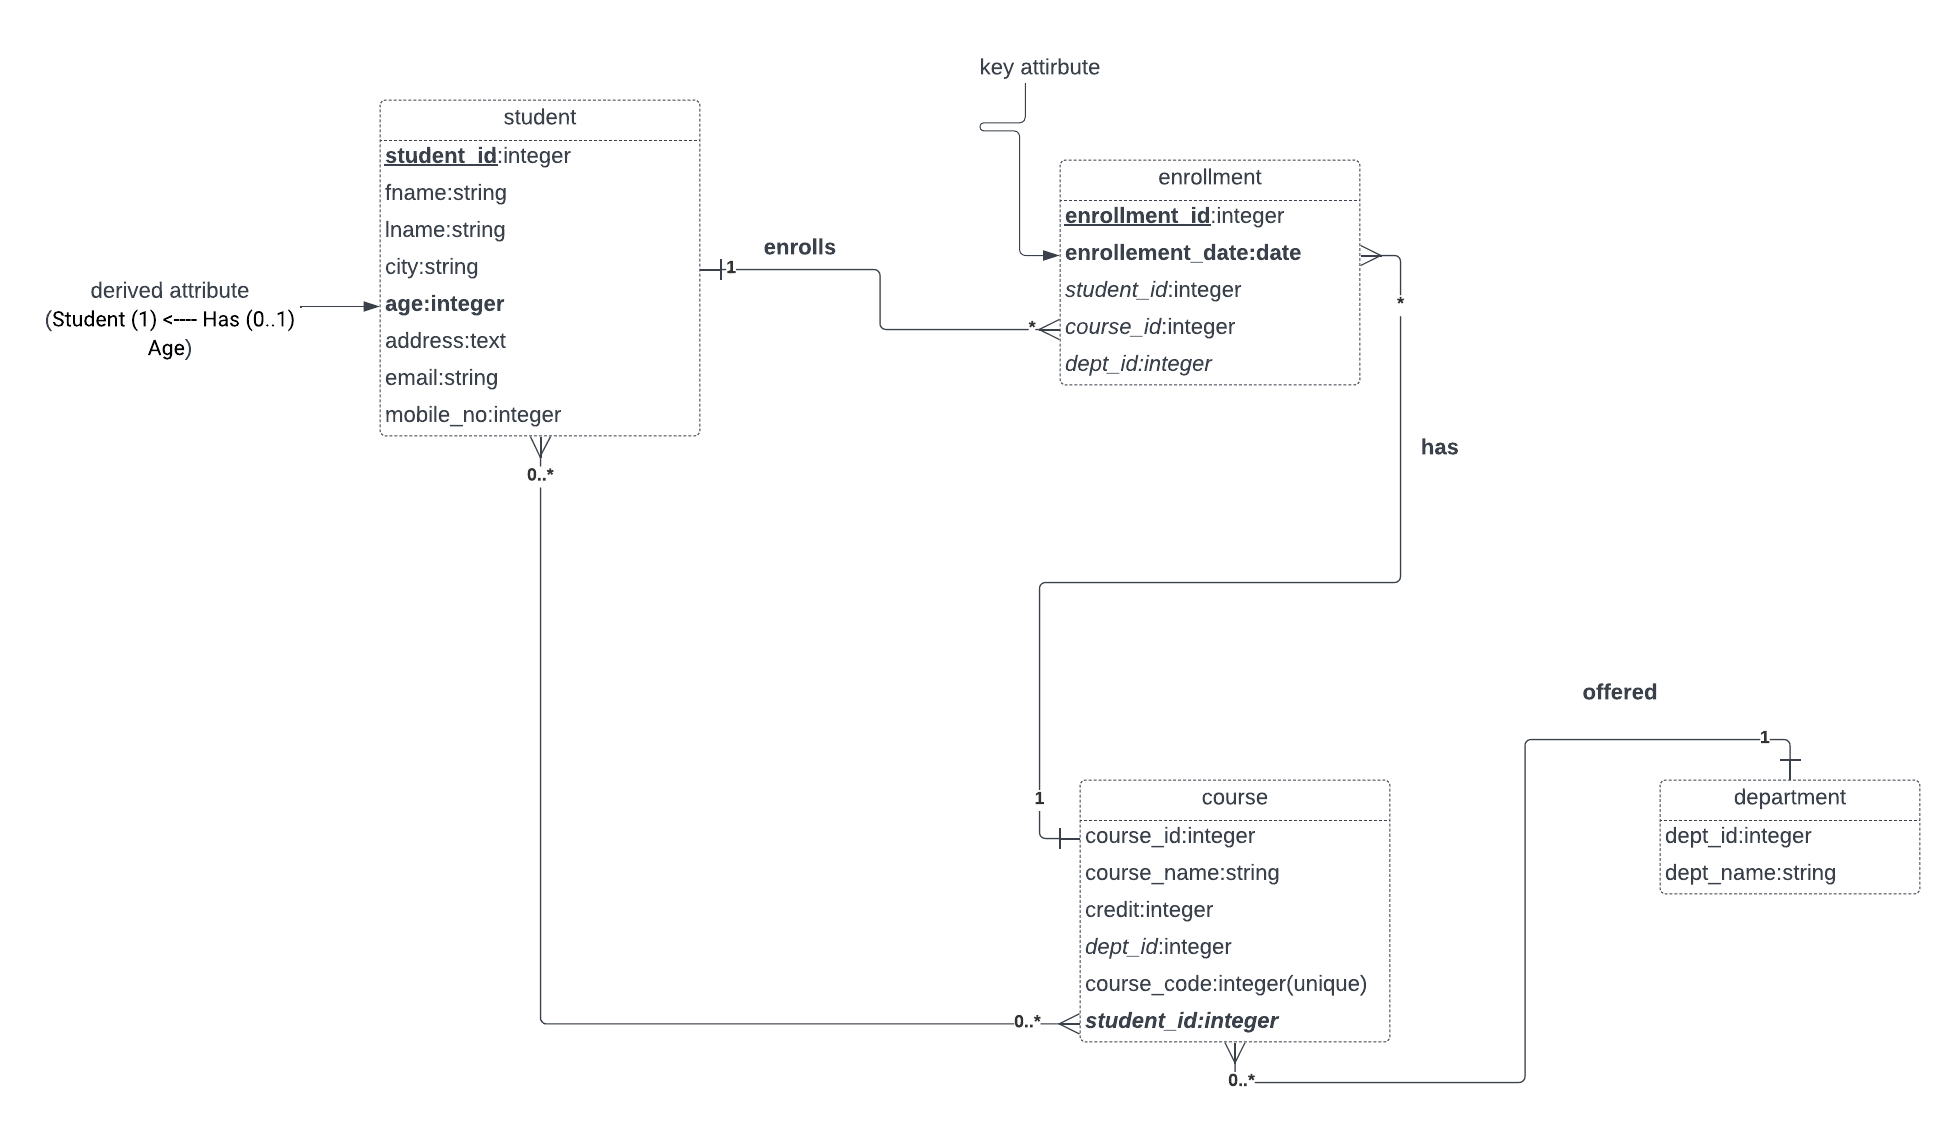 key attirbute
student
student_id:integer
fname:string
lname:string
city:string
age:integer
address:text
email:string
mobile_no:integer
derived attribute
(Student (1) <---- Has (0..1)
Age)
1
enrolls
*
enrollment
enrollment_id:integer
enrollement_date:date
student_id:integer
course_id:integer
dept_id:integer
*
has
0..*
offered
1
1
course
course_id:integer
course_name:string
credit:integer
dept_id:integer
course_code:integer(unique)
student_id:integer
department
dept_id:integer
dept_name:string
0..*
0..*